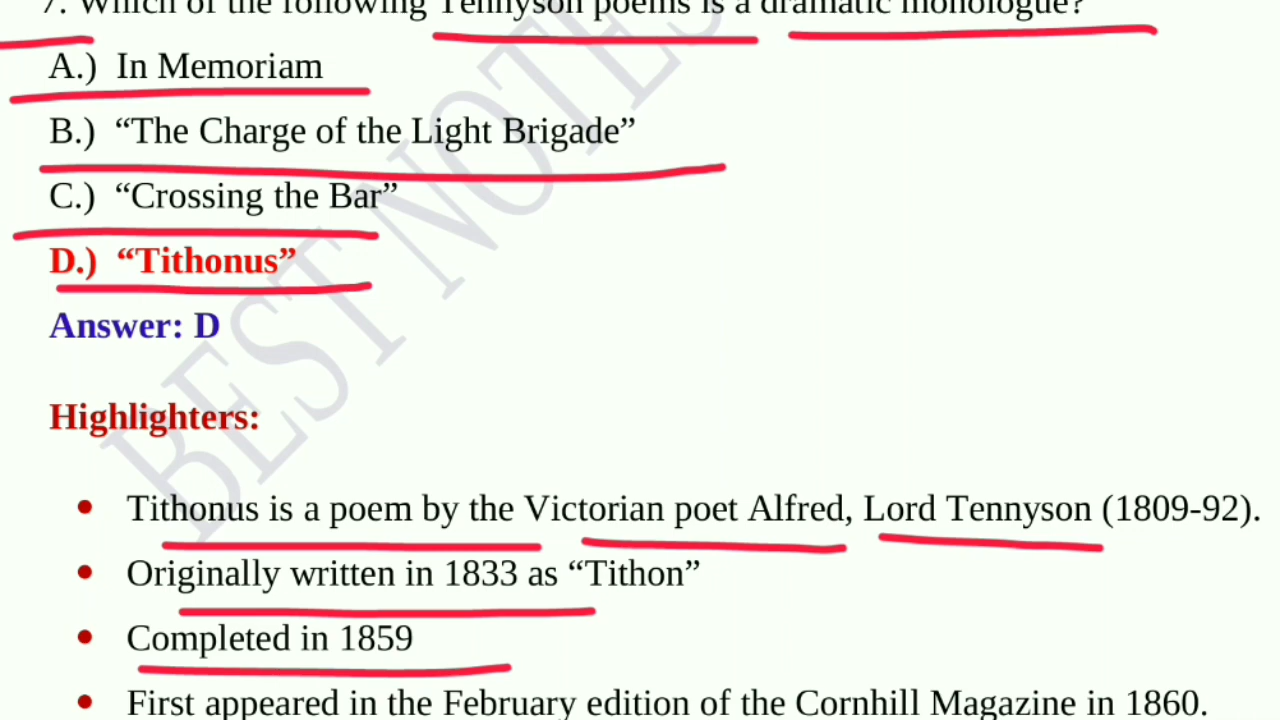 7. Which of the following Tennyson poems is a dramatic monologue?
A.) In Memoriam
B.) “The Charge of the Light Brigade”
C.) “Crossing the Bar”
D.) “Tithonus”
Answer: D
Highlighters:
• Tithonus is a poem by the Victorian poet Alfred, Lord Tennyson (1809-92).
• Originally written in 1833 as “Tithon”
• Completed in 1859
• First appeared in the February edition of the Cornhill Magazine in 1860.
BEST NOTES